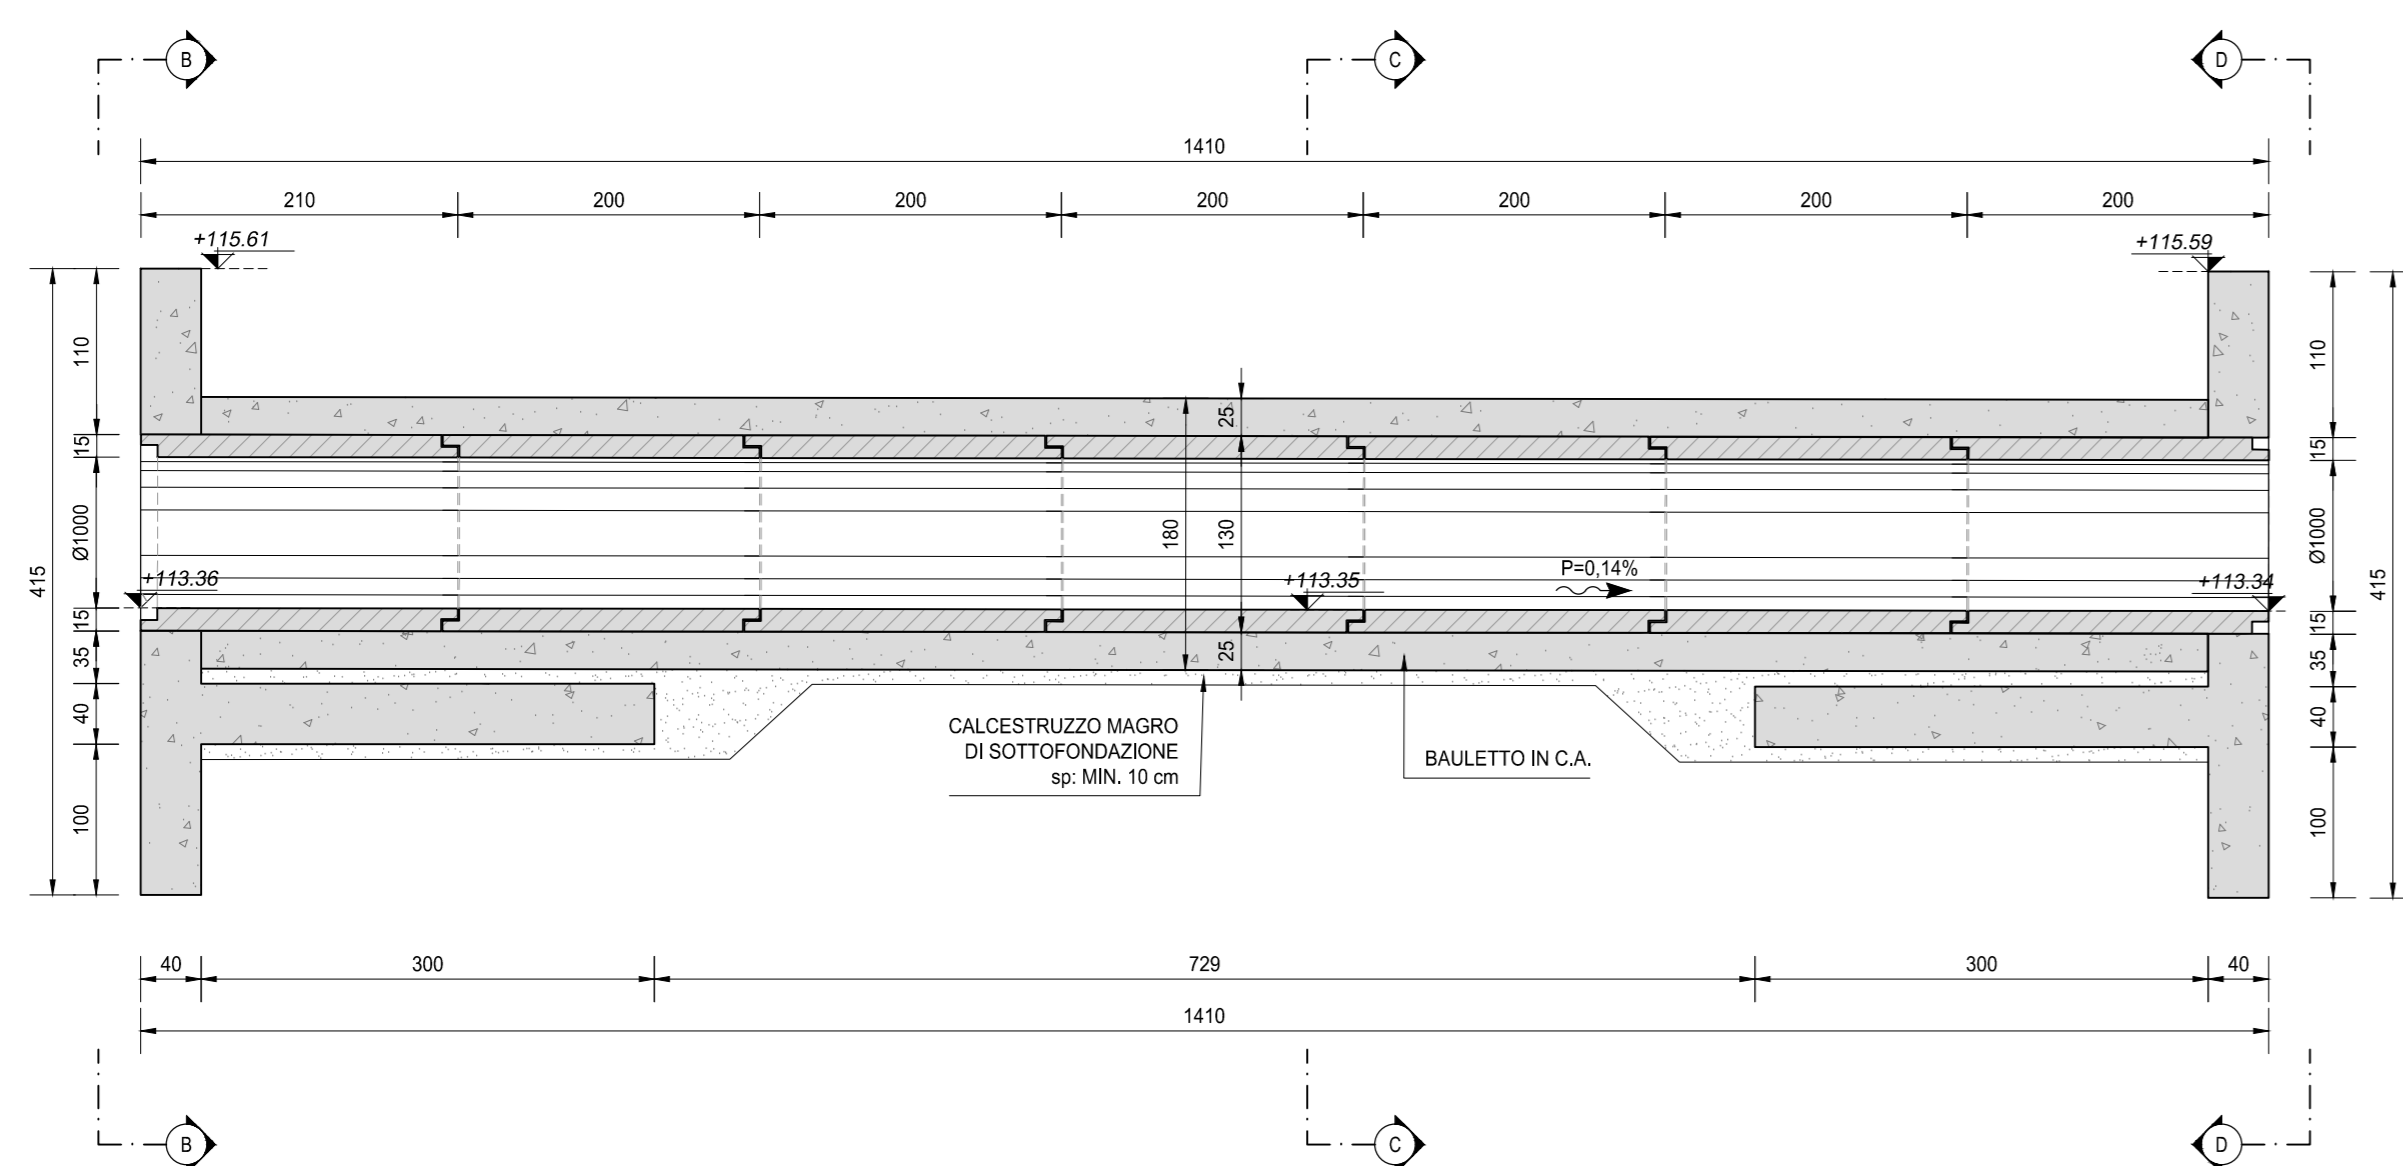 B
C
D
1410
210
200
200
200
200
200
200
+115.61
+115.59
110
110
25
15
15
415
Ø1000
180
130
Ø1000
415
P=0,14%
+113.36
+113.35
+113.34
15
15
35
25
35
40
40
CALCESTRUZZO MAGRO
DI SOTTOFONDAZIONE
sp: MIN. 10 cm
BAULETTO IN C.A.
100
100
40
300
729
300
40
1410
B
C
D